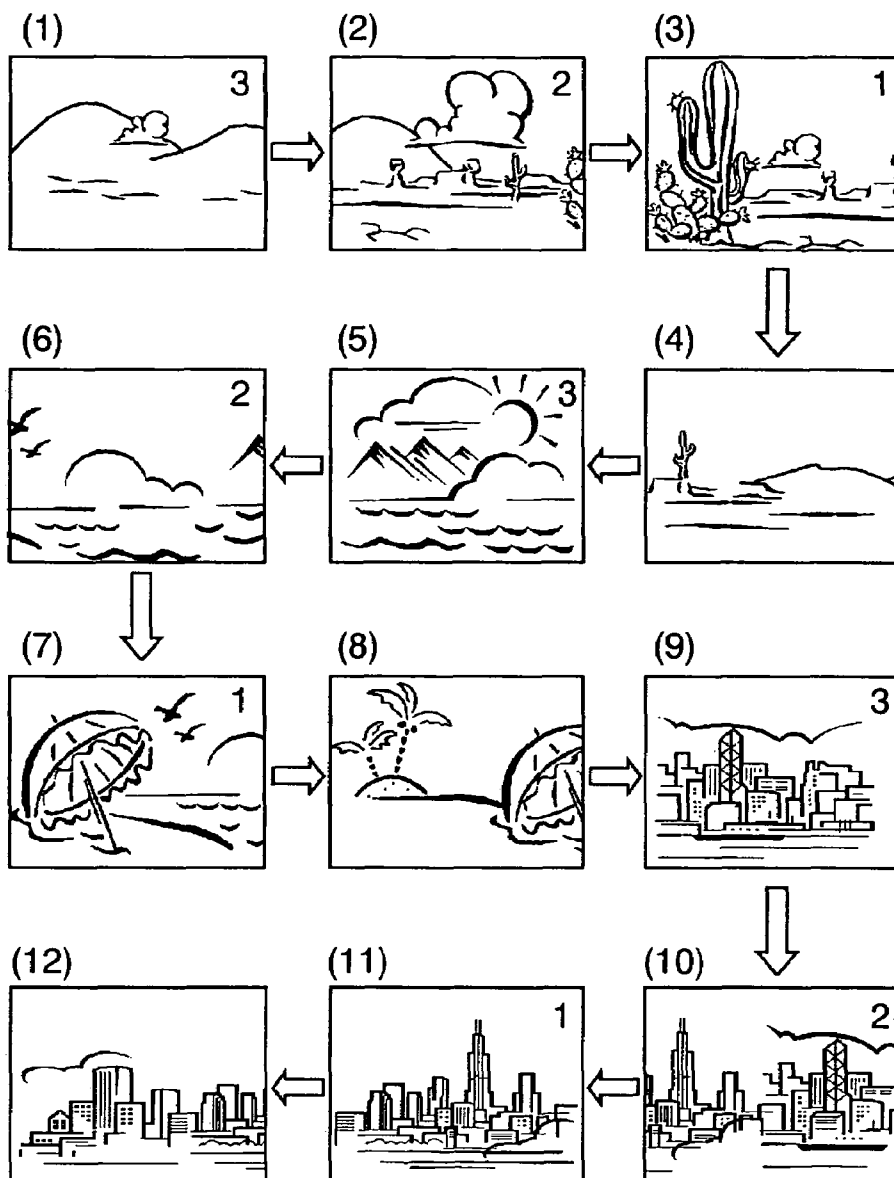 (1) (2) (3)
3 2 1
(6) (5) (4)
2 3
(7) (8) (9)
1 3
(12) (11) (10)
1 2